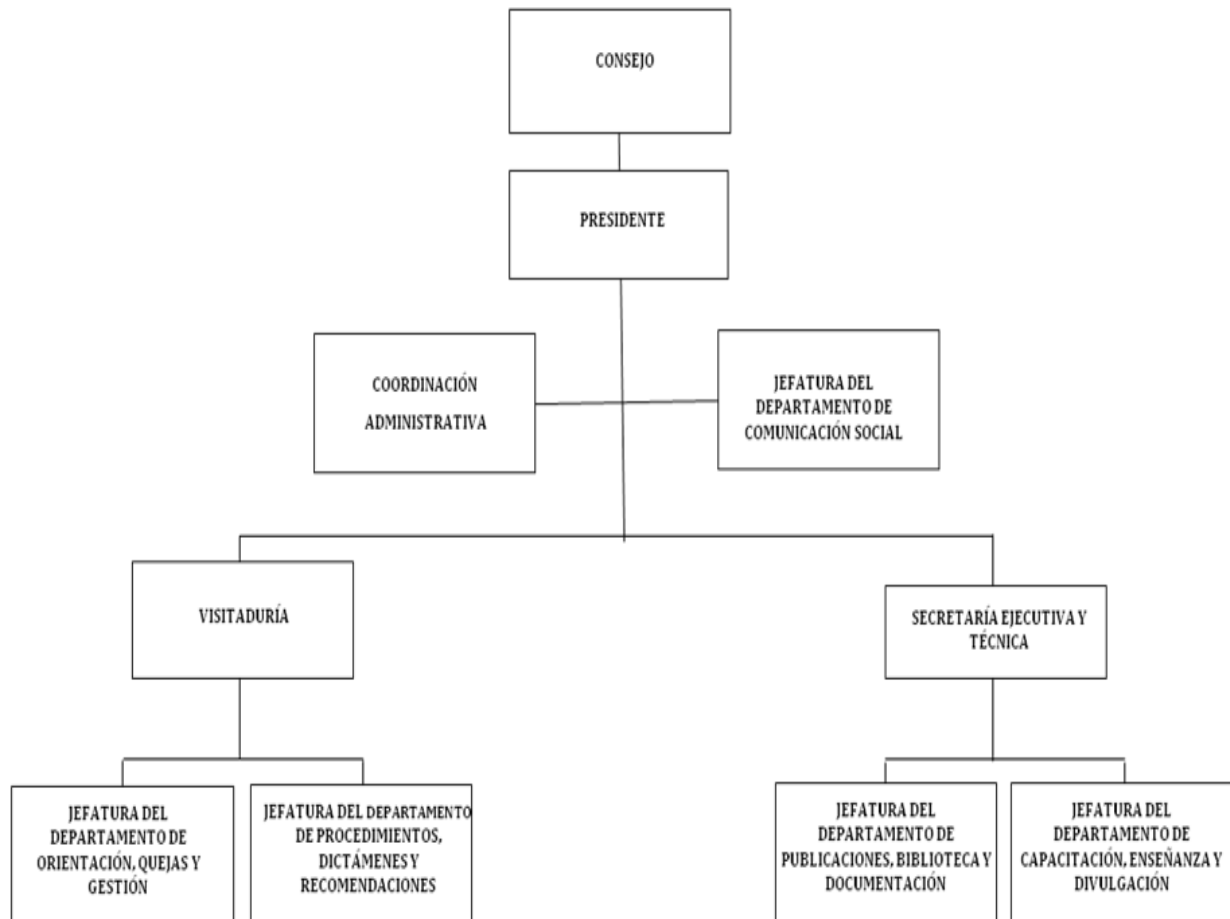 CONSEJO
PRESIDENTE
COORDINACIÓN
ADMINISTRATIVA
JEFATURA DEL
DEPARTAMENTO DE
COMUNICACIÓN SOCIAL
VISITADURÍA
SECRETARÍA EJECUTIVA Y
TÉCNICA
JEFATURA DEL
DEPARTAMENTO DE
ORIENTACIÓN, QUEJAS Y
GESTIÓN
JEFATURA DEL DEPARTAMENTO
DE PROCEDIMIENTOS,
DICTÁMENES Y
RECOMENDACIONES
JEFATURA DEL
DEPARTAMENTO DE
PUBLICACIONES, BIBLIOTECA Y
DOCUMENTACIÓN
JEFATURA DEL
DEPARTAMENTO DE
CAPACITACIÓN, ENSEÑANZA Y
DIVULGACIÓN